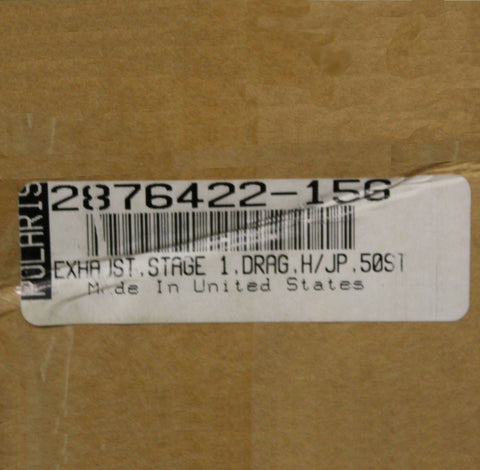 POLARIS
2876422-156
EXHAUST.STAGE 1.DRAG.H/JP.50ST
Made In United States